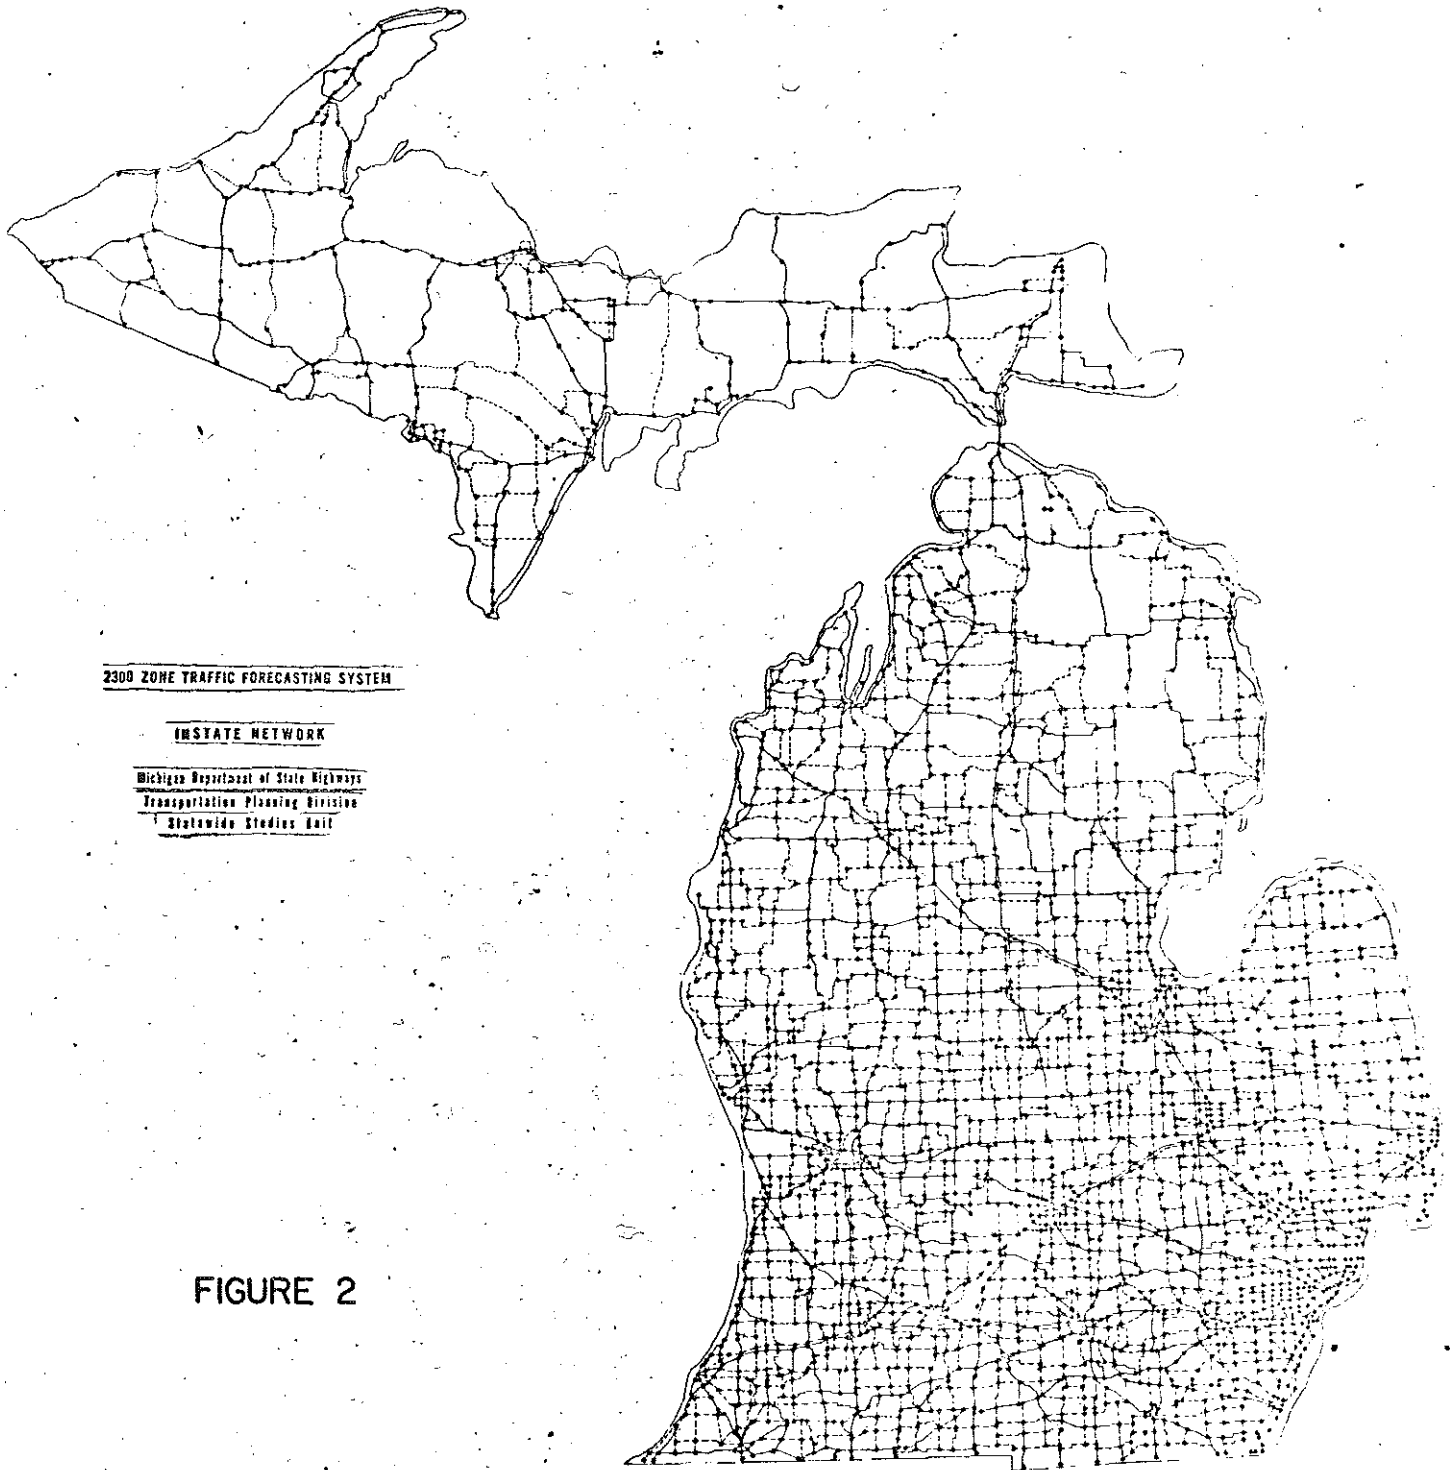 2300 ZONE TRAFFIC FORECASTING SYSTEM
INSTATE NETWORK
Michigan Department of State Highways
Transportation Planning Division
Statewide Studies Unit
FIGURE 2